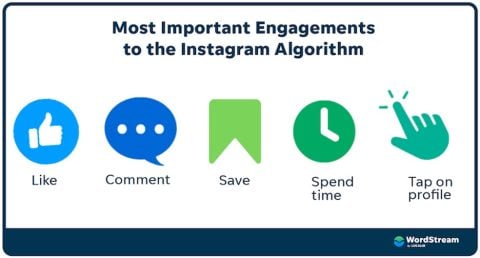 Most Important Engagements
to the Instagram Algorithm
Like
Comment
Save
Spend
time
Tap on
profile
WordStream
by LOCALiQ